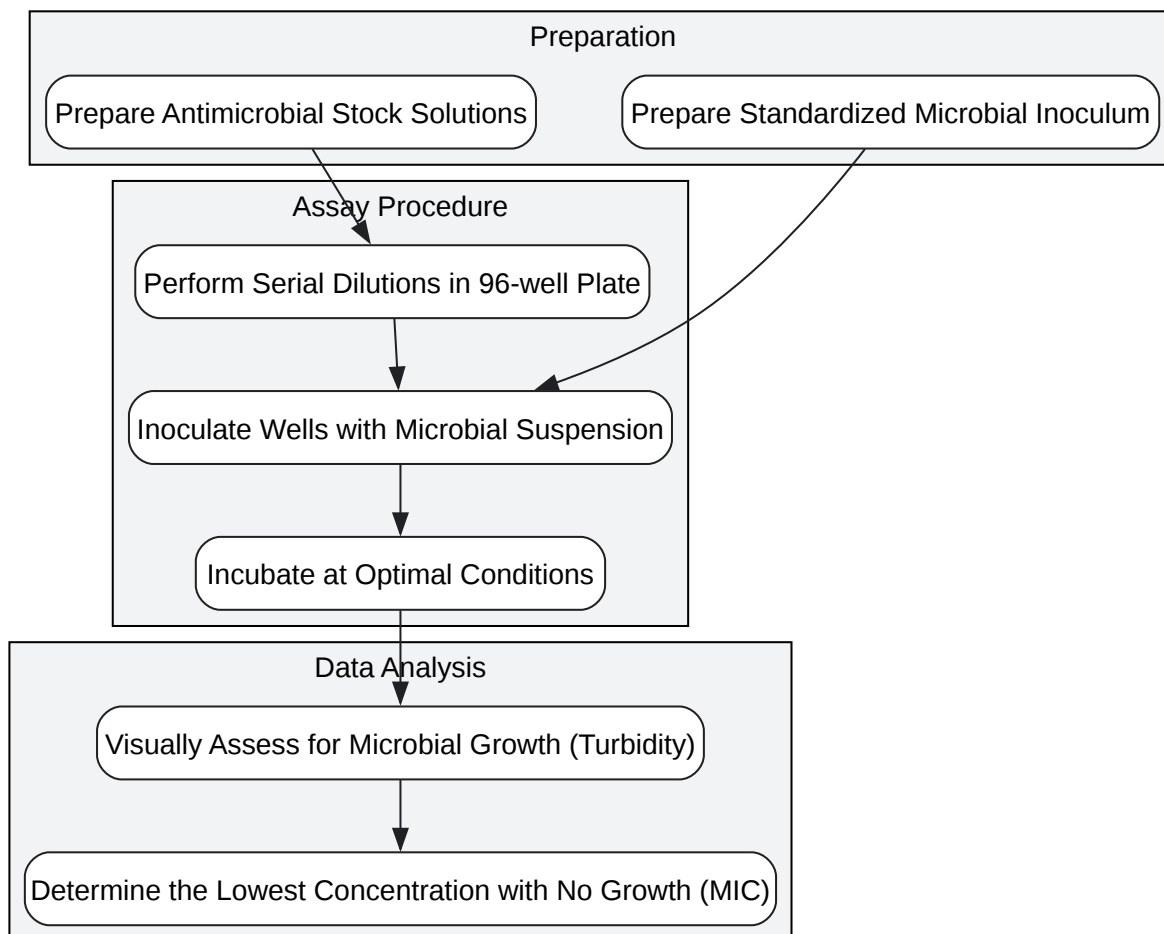 Preparation
Prepare Antimicrobial Stock Solutions
Prepare Standardized Microbial Inoculum
Assay Procedure
Perform Serial Dilutions in 96-well Plate
Inoculate Wells with Microbial Suspension
Incubate at Optimal Conditions
Data Analysis
Visually Assess for Microbial Growth (Turbidity)
Determine the Lowest Concentration with No Growth (MIC)